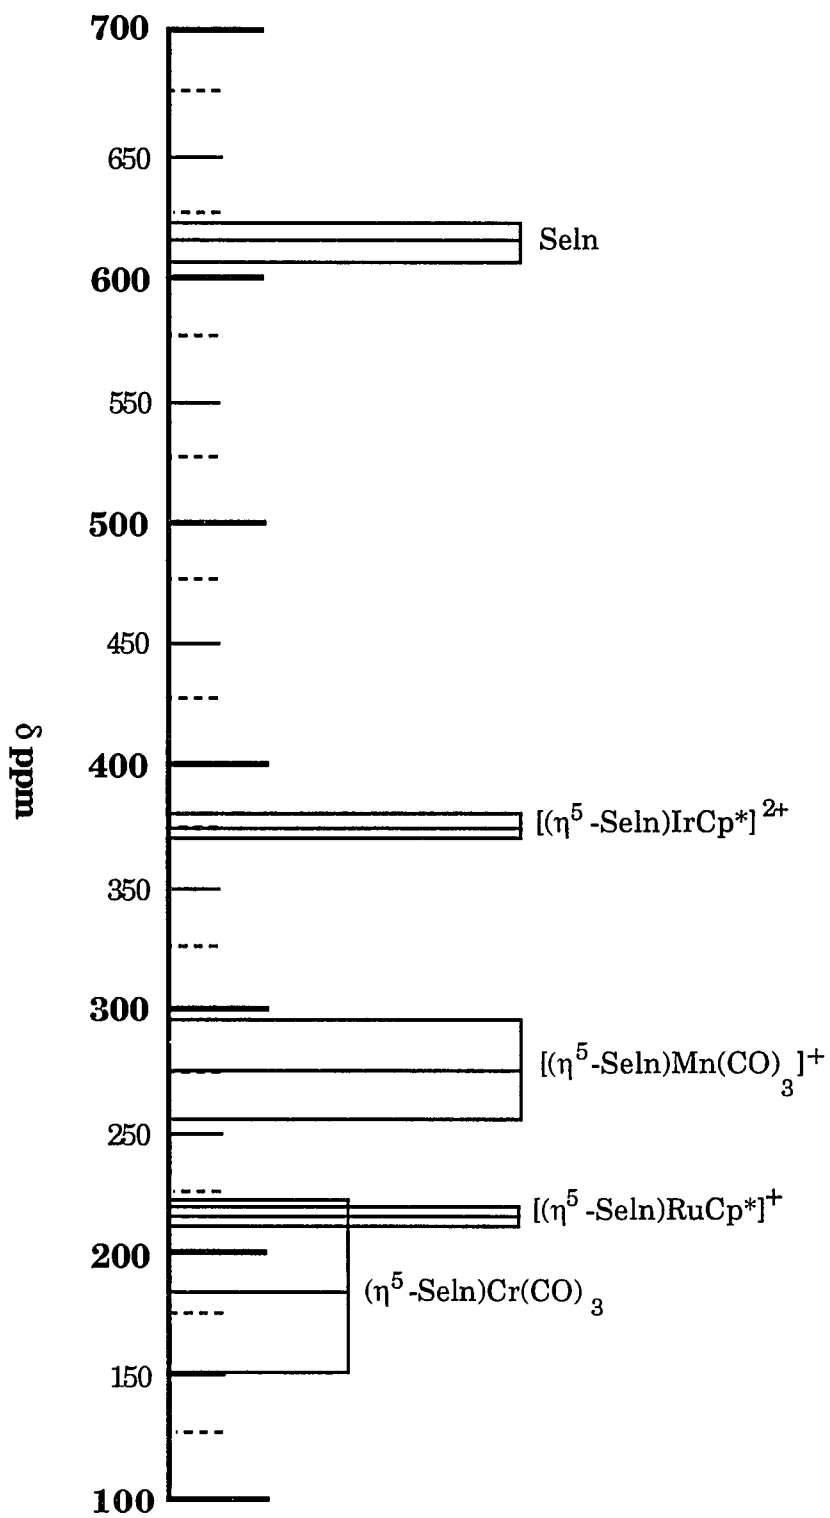 700
650
Seln
600
550
500
450
δ ppm
400
[(η⁵-Seln)IrCp*]²⁺
350
300
[(η⁵-Seln)Mn(CO)₃]⁺
250
[(η⁵-Seln)RuCp*]⁺
200
(η⁵-Seln)Cr(CO)₃
150
100